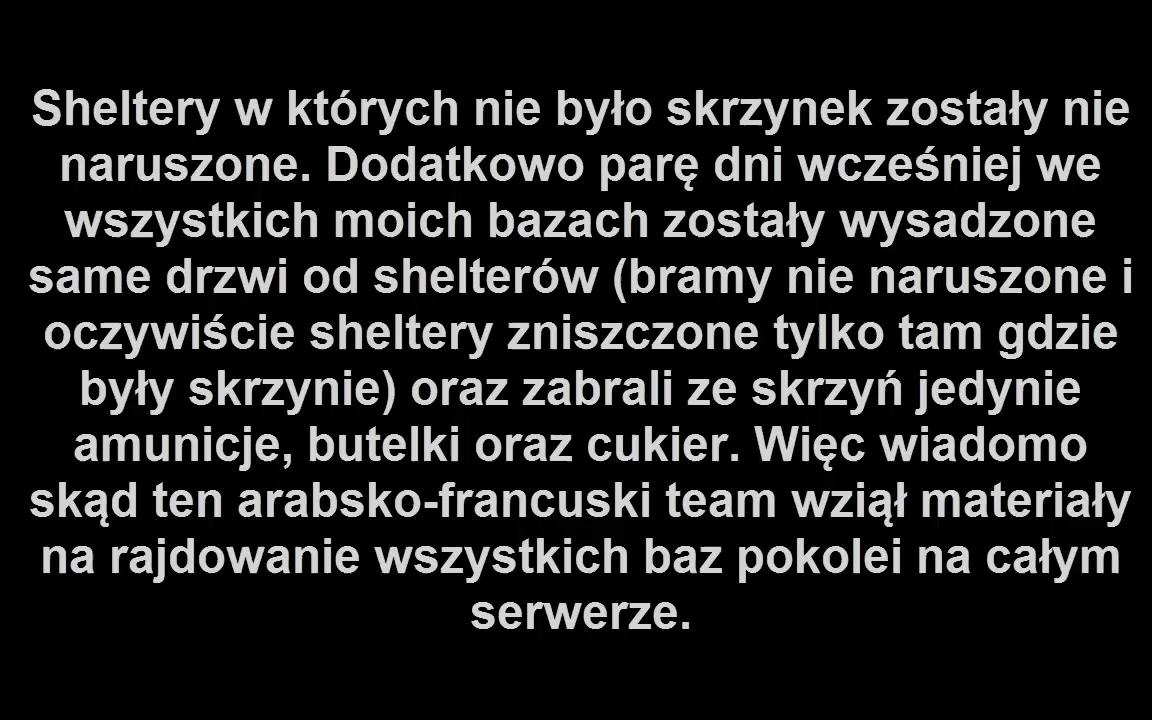 Sheltery w których nie było skrzynek zostały nie
naruszone. Dodatkowo parę dni wcześniej we
wszystkich moich bazach zostały wysadzone
same drzwi od shelterów (bramy nie naruszone i
oczywiście sheltery zniszczone tylko tam gdzie
były skrzynie) oraz zabrali ze skrzyń jedynie
amunicje, butelki oraz cukier. Więc wiadomo
skąd ten arabsko-francuski team wziął materiały
na rajdowanie wszystkich baz pokolei na całym
serwerze.